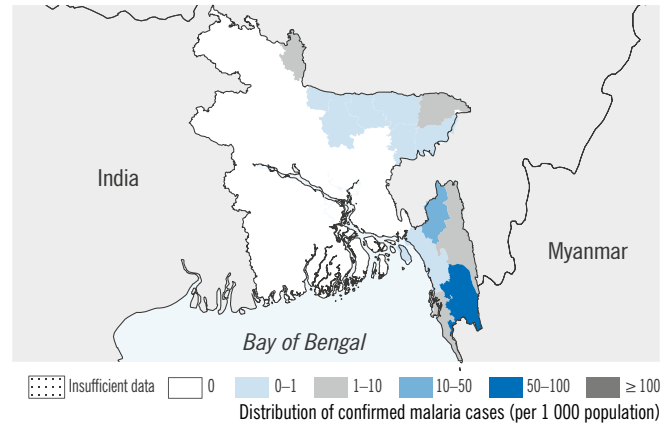 India
Myanmar
Bay of Bengal
Insufficient data 0 0–1 1–10 10–50 50–100 ≥ 100
Distribution of confirmed malaria cases (per 1 000 population)